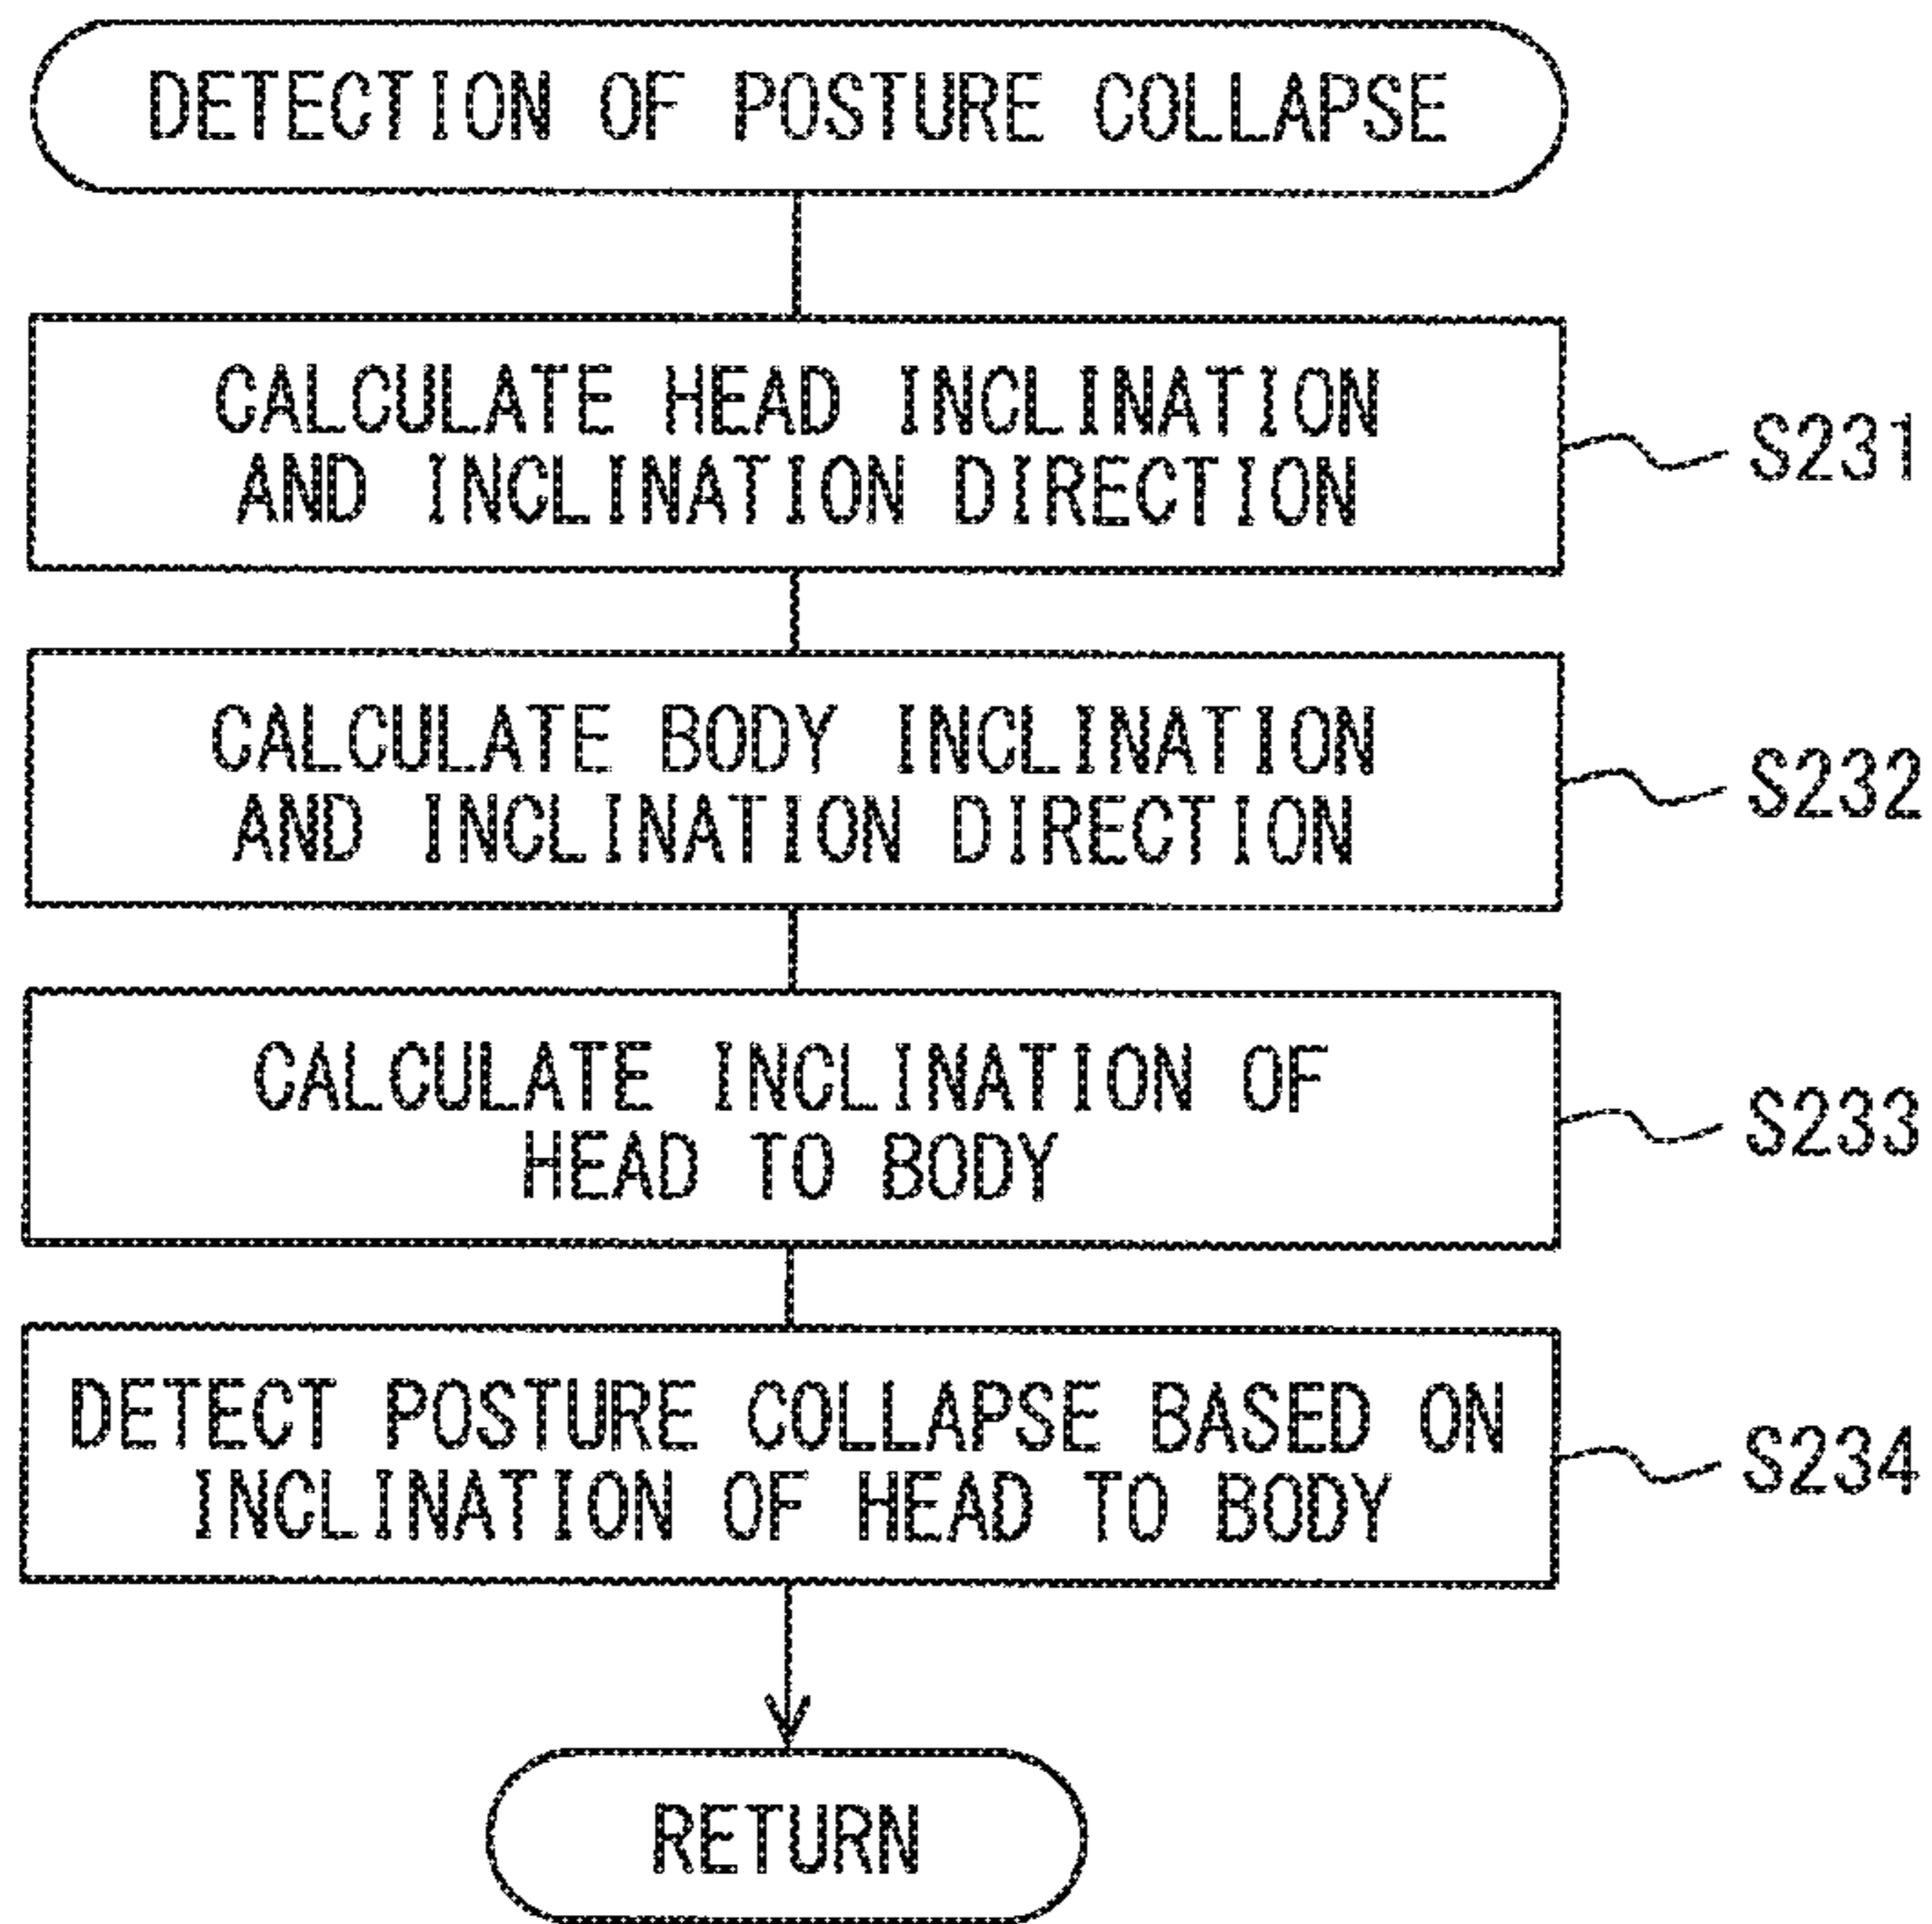 DETECTION OF POSTURE COLLAPSE
CALCULATE HEAD INCLINATION
AND INCLINATION DIRECTION
S231
CALCULATE BODY INCLINATION
AND INCLINATION DIRECTION
S232
CALCULATE INCLINATION OF
HEAD TO BODY
S233
DETECT POSTURE COLLAPSE BASED ON
INCLINATION OF HEAD TO BODY
S234
RETURN